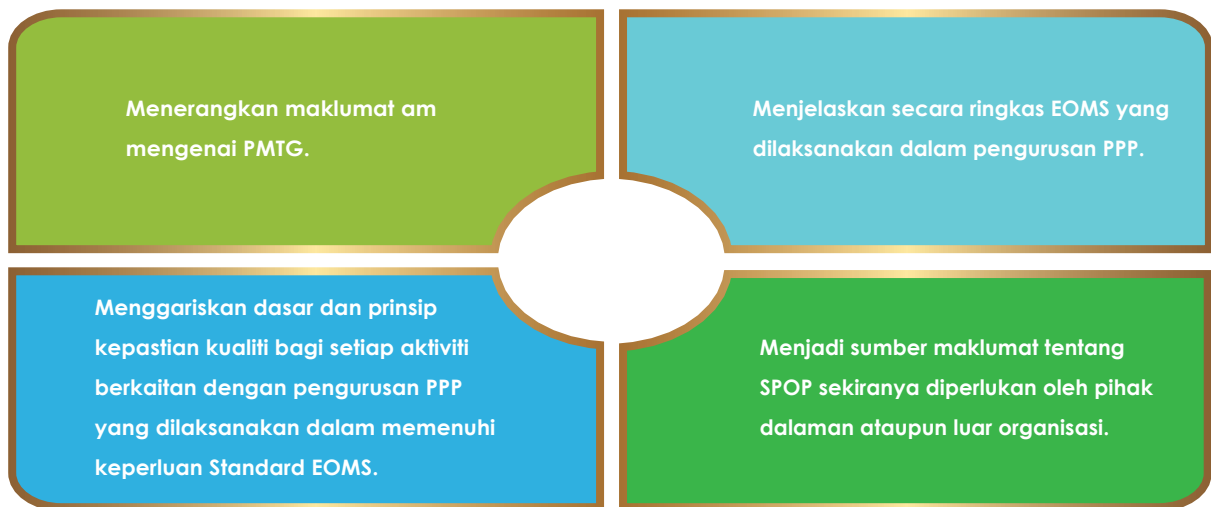 Menerangkan maklumat am
mengenai PMTG.
Menjelaskan secara ringkas EOMS yang
dilaksanakan dalam pengurusan PPP.
Menggariskan dasar dan prinsip
kepastian kualiti bagi setiap aktiviti
berkaitan dengan pengurusan PPP
yang dilaksanakan dalam memenuhi
keperluan Standard EOMS.
Menjadi sumber maklumat tentang
SPOP sekiranya diperlukan oleh pihak
dalaman ataupun luar organisasi.